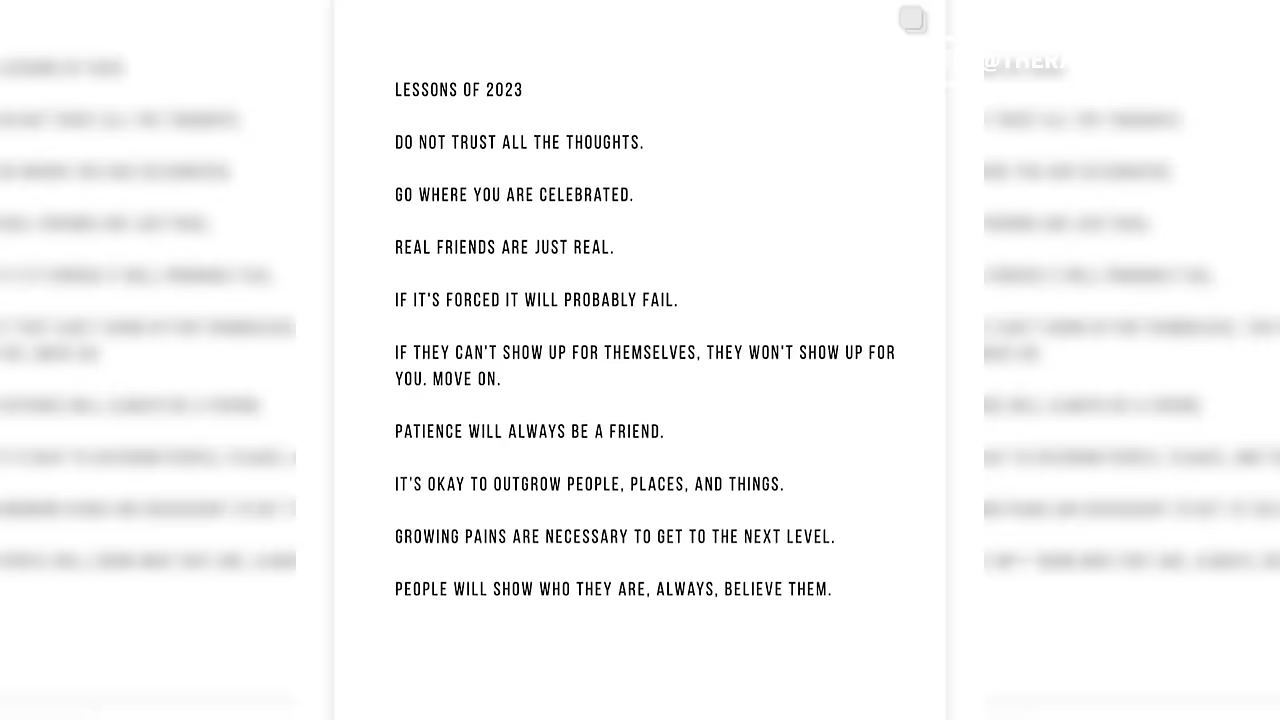 LESSONS OF 2023
DO NOT TRUST ALL THE THOUGHTS.
GO WHERE YOU ARE CELEBRATED.
REAL FRIENDS ARE JUST REAL.
IF IT'S FORCED IT WILL PROBABLY FAIL.
IF THEY CAN'T SHOW UP FOR THEMSELVES, THEY WON'T SHOW UP FOR
YOU. MOVE ON.
PATIENCE WILL ALWAYS BE A FRIEND.
IT'S OKAY TO OUTGROW PEOPLE, PLACES, AND THINGS.
GROWING PAINS ARE NECESSARY TO GET TO THE NEXT LEVEL.
PEOPLE WILL SHOW WHO THEY ARE, ALWAYS, BELIEVE THEM.